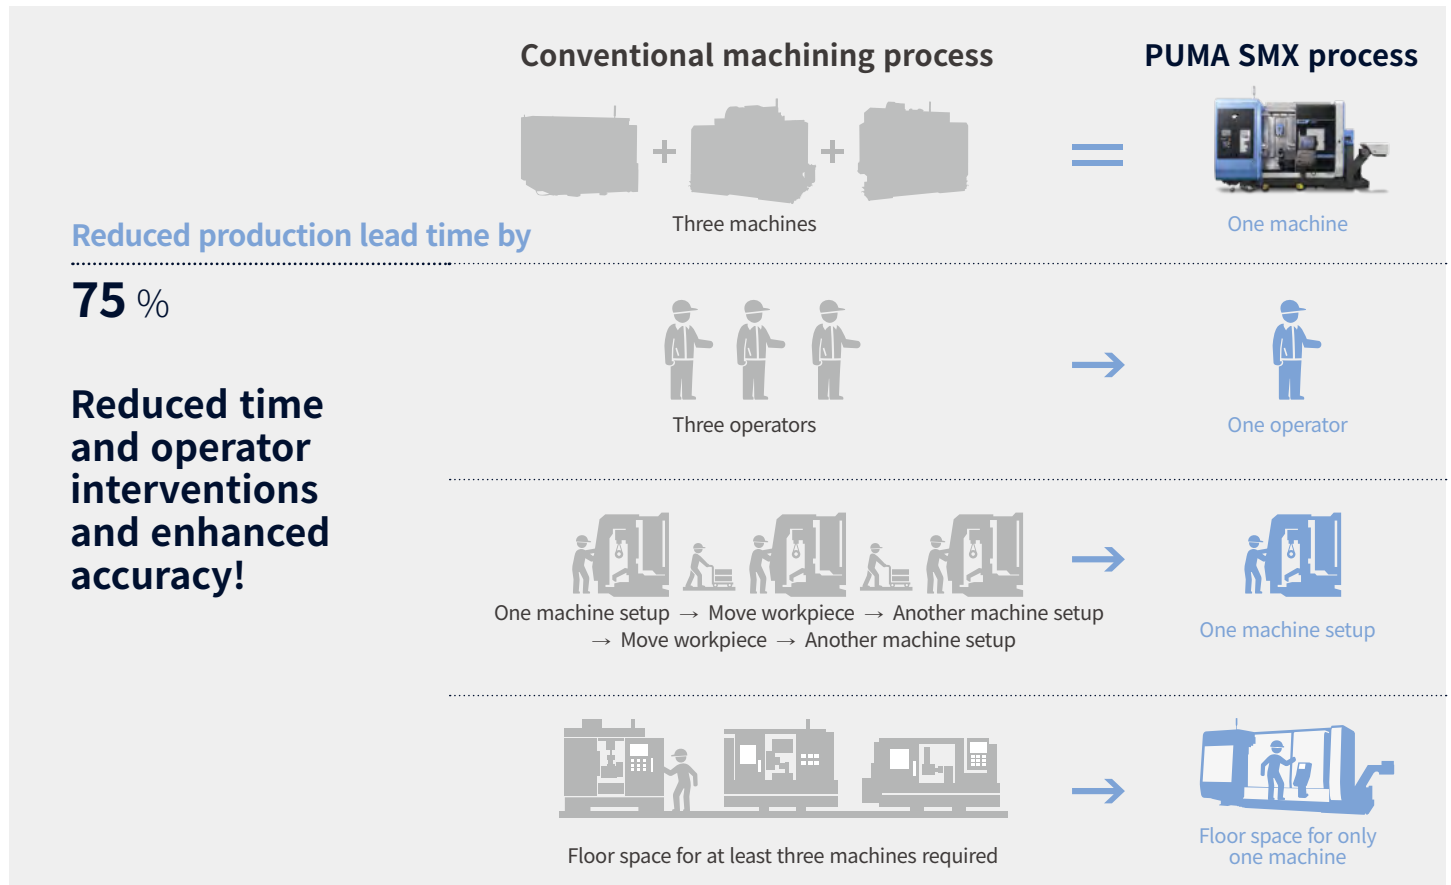 Conventional machining process
PUMA SMX process
Three machines
One machine
Reduced production lead time by
75 %
Reduced time
and operator
interventions
and enhanced
accuracy!
Three operators
One operator
One machine setup → Move workpiece → Another machine setup
→ Move workpiece → Another machine setup
One machine setup
Floor space for at least three machines required
Floor space for only
one machine